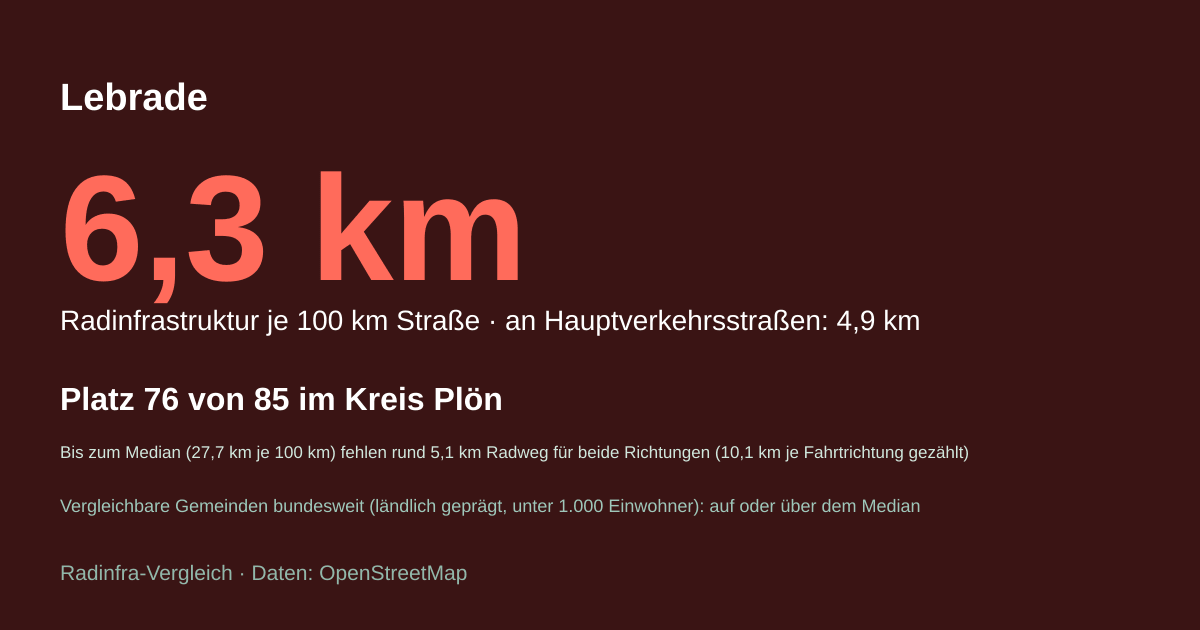 Lebrade
6,3 km
Radinfrastruktur je 100 km Straße · an Hauptverkehrsstraßen: 4,9 km
Platz 76 von 85 im Kreis Plön
Bis zum Median (27,7 km je 100 km) fehlen rund 5,1 km Radweg für beide Richtungen (10,1 km je Fahrtrichtung gezählt)
Vergleichbare Gemeinden bundesweit (ländlich geprägt, unter 1.000 Einwohner): auf oder über dem Median
Radinfra-Vergleich · Daten: OpenStreetMap